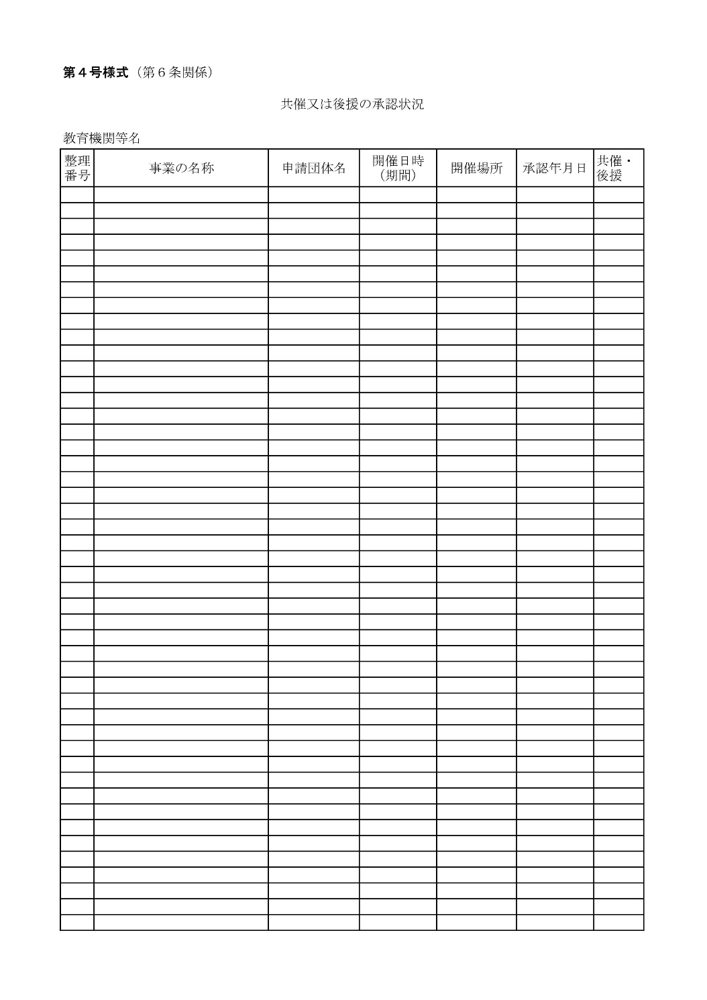 第４号様式（第６条関係）
共催又は後援の承認状況
教育機関等名
整理
番号
事業の名称
申請団体名
開催日時
（期間）
開催場所
承認年月日
共催・
後援